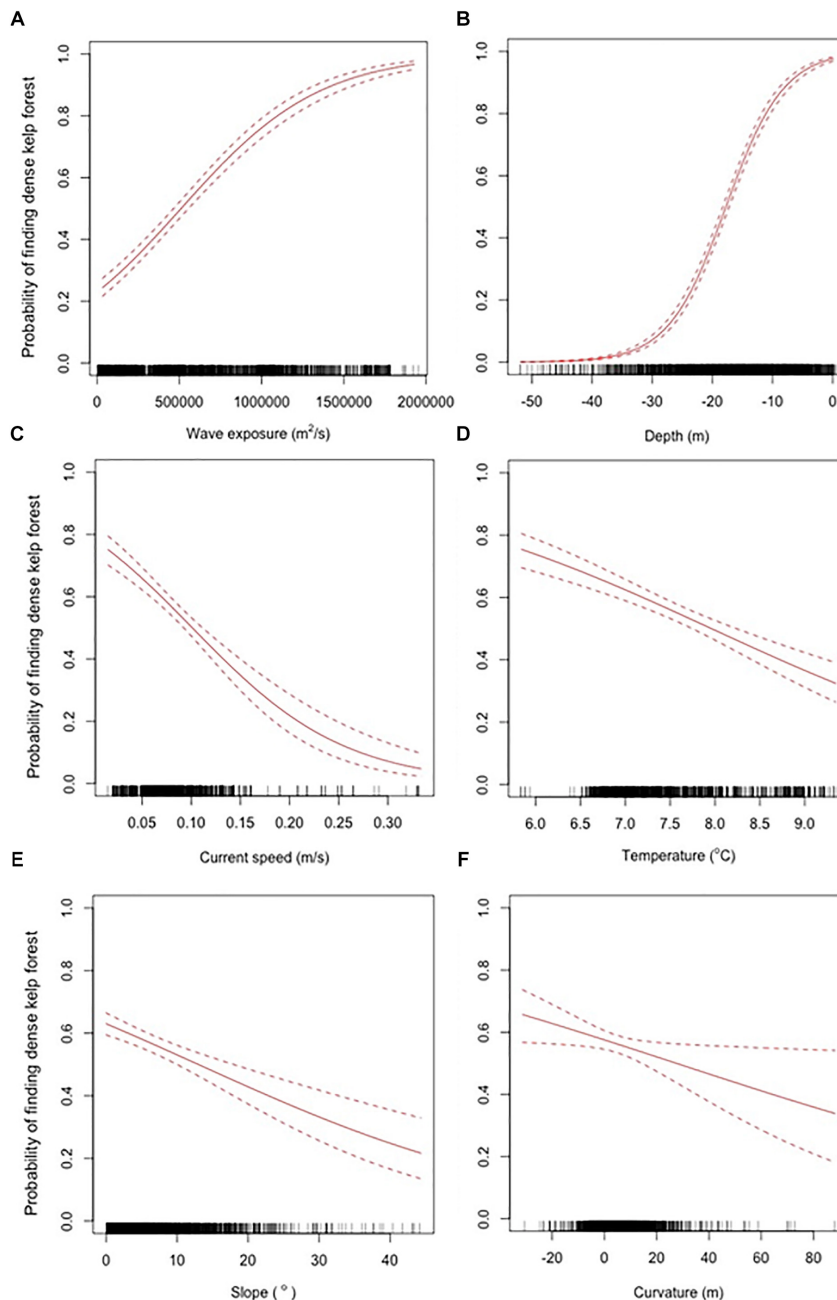 A
Probability of finding dense kelp forest
1.0
0.8
0.6
0.4
0.2
0.0
0 500000 1000000 1500000 2000000
Wave exposure (m²/s)
B
1.0
0.8
0.6
0.4
0.2
0.0
-50 -40 -30 -20 -10 0
Depth (m)
C
Probability of finding dense kelp forest
1.0
0.8
0.6
0.4
0.2
0.0
0.05 0.10 0.15 0.20 0.25 0.30
Current speed (m/s)
D
1.0
0.8
0.6
0.4
0.2
0.0
6.0 6.5 7.0 7.5 8.0 8.5 9.0
Temperature (°C)
E
Probability of finding dense kelp forest
1.0
0.8
0.6
0.4
0.2
0.0
0 10 20 30 40
Slope (°)
F
1.0
0.8
0.6
0.4
0.2
0.0
-20 0 20 40 60 80
Curvature (m)